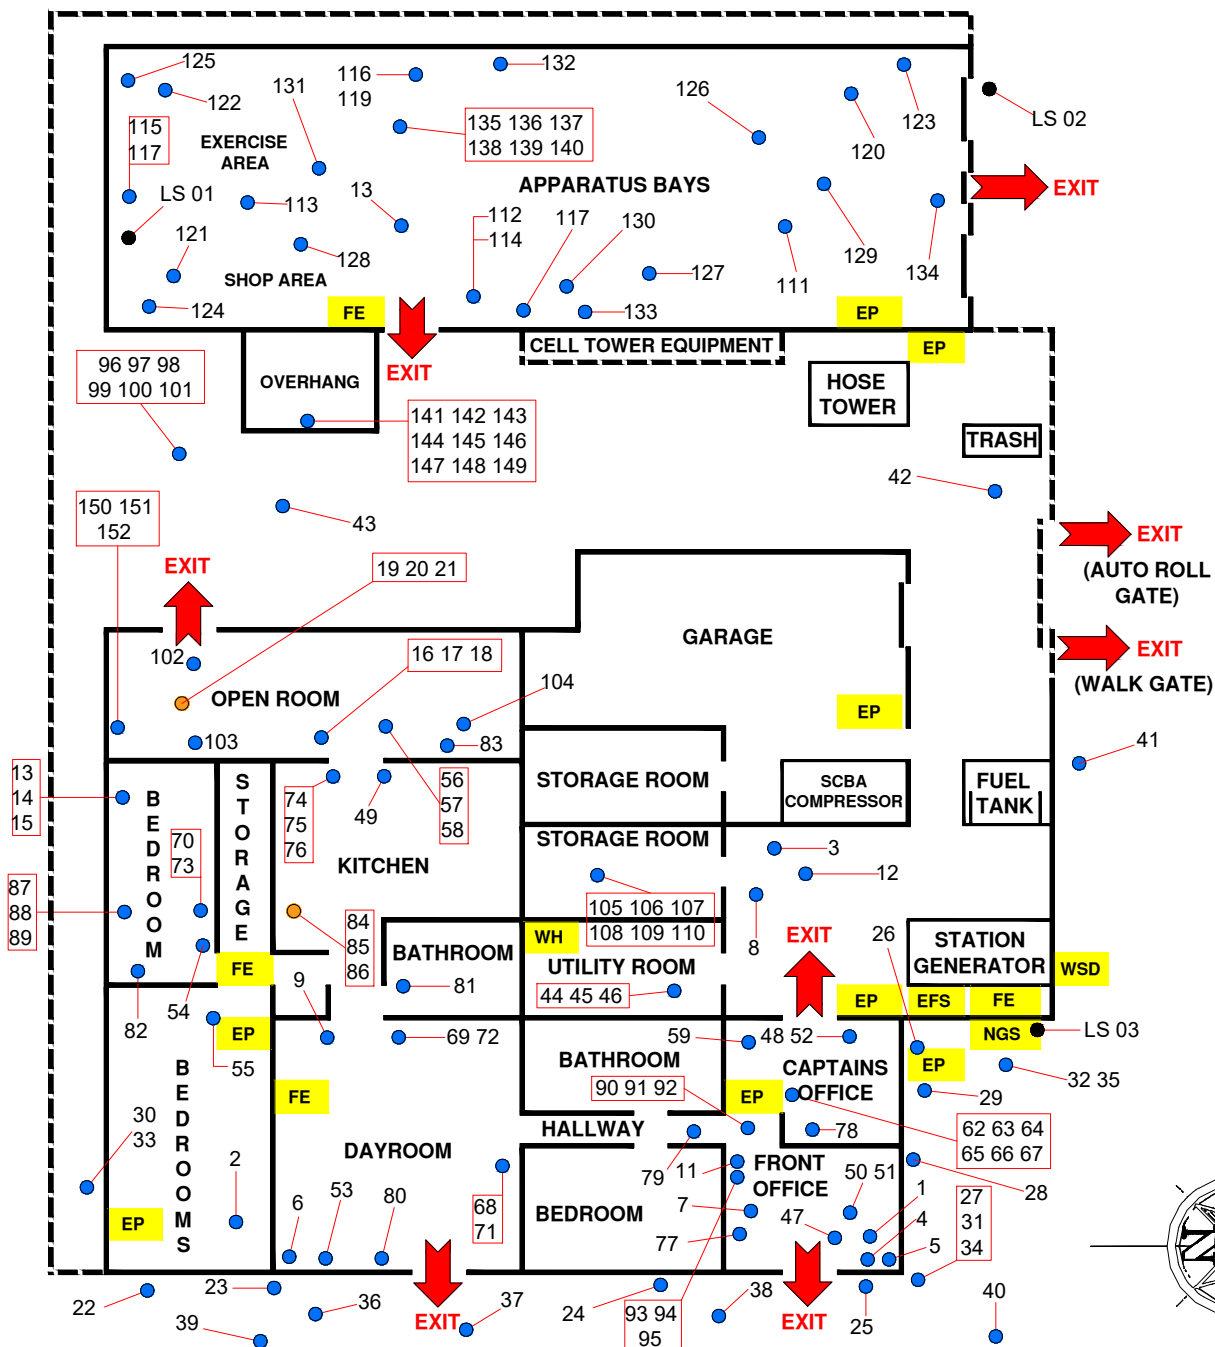 125
122
131
116
119
132
126
120
123
LS 02
115
117
EXERCISE
AREA
135 136 137
138 139 140
LS 01
113
13
APPARATUS BAYS
EXIT
112
114
117
130
121
128
127
111
129
134
SHOP AREA
124
133
FE
EP
EXIT
CELL TOWER EQUIPMENT
EP
96 97 98
99 100 101
OVERHANG
HOSE
TOWER
141 142 143
144 145 146
147 148 149
TRASH
42
150 151
152
43
EXIT
(AUTO ROLL
GATE)
EXIT
19 20 21
GARAGE
102
16 17 18
EXIT
(WALK GATE)
OPEN ROOM
104
EP
103
83
41
13
14
15
BEDROOM
STORAGE
74
75
76
49
56
57
58
STORAGE ROOM
SCBA
COMPRESSOR
FUEL
TANK
70
73
KITCHEN
STORAGE ROOM
3
12
87
88
89
84
85
86
105 106 107
108 109 110
8
EXIT
26
STATION
GENERATOR
BATHROOM
WH
FE
9
UTILITY ROOM
WSD
82
54
81
44 45 46
EP
EFS
FE
EP
69 72
59
48 52
NGS
LS 03
55
BATHROOM
CAPTAINS
OFFICE
EP
32 35
BEDROOMS
FE
90 91 92
EP
29
30
33
HALLWAY
78
62 63 64
65 66 67
DAYROOM
79
11
FRONT
OFFICE
28
2
50 51
1
27
31
34
6
53
80
68
71
BEDROOM
7
47
4
5
EP
77
22
23
36
EXIT
37
24
93 94
95
38
EXIT
25
40
39
N